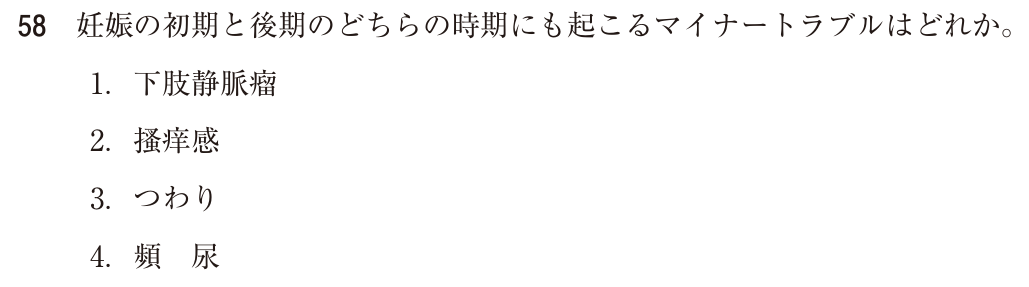 58 妊娠の初期と後期のどちらの時期にも起こるマイナートラブルはどれか。
1. 下肢静脈瘤
2. 搔痒感
3. つわり
4. 頻　尿